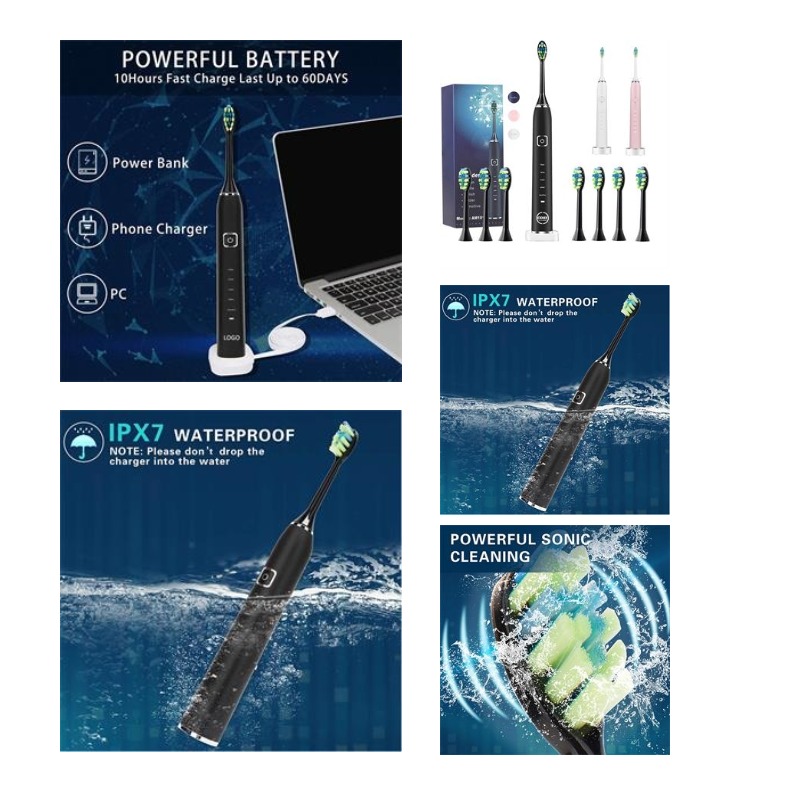 POWERFUL BATTERY
10Hours Fast Charge Last Up to 60DAYS
Power Bank
Phone Charger
PC
LOGO
IPX7 WATERPROOF
NOTE: Please don't drop the
charger into the water
IPX7 WATERPROOF
NOTE: Please don't drop the
charger into the water
POWERFUL SONIC
CLEANING